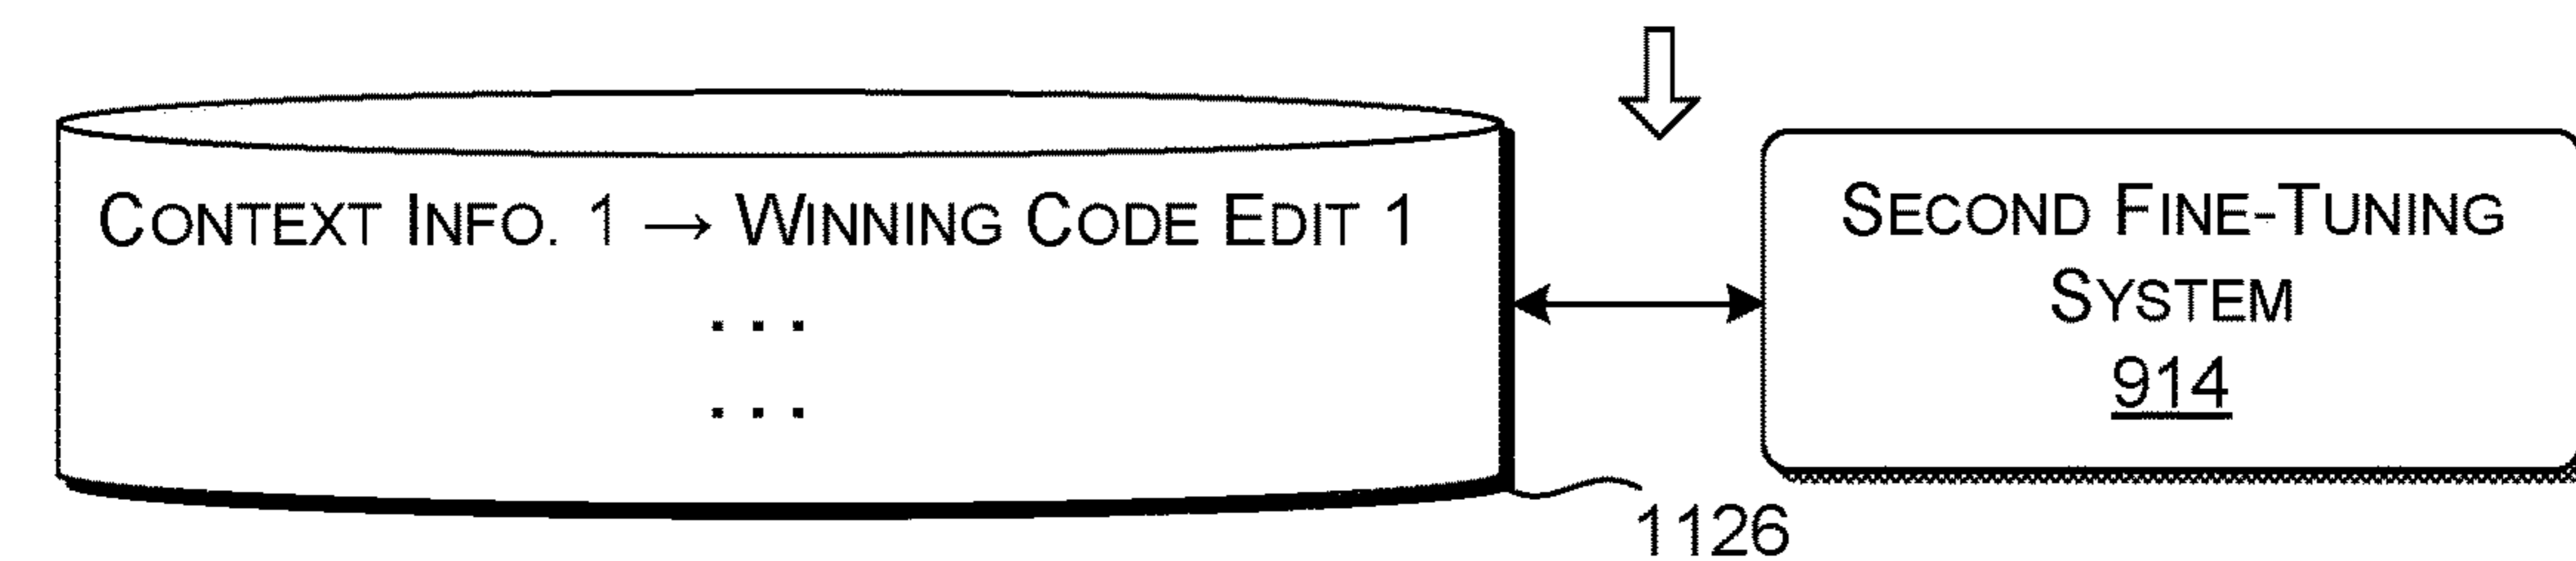 CONTEXT INFO. 1 → WINNING CODE EDIT 1
...
...
SECOND FINE-TUNING
SYSTEM
914
1126